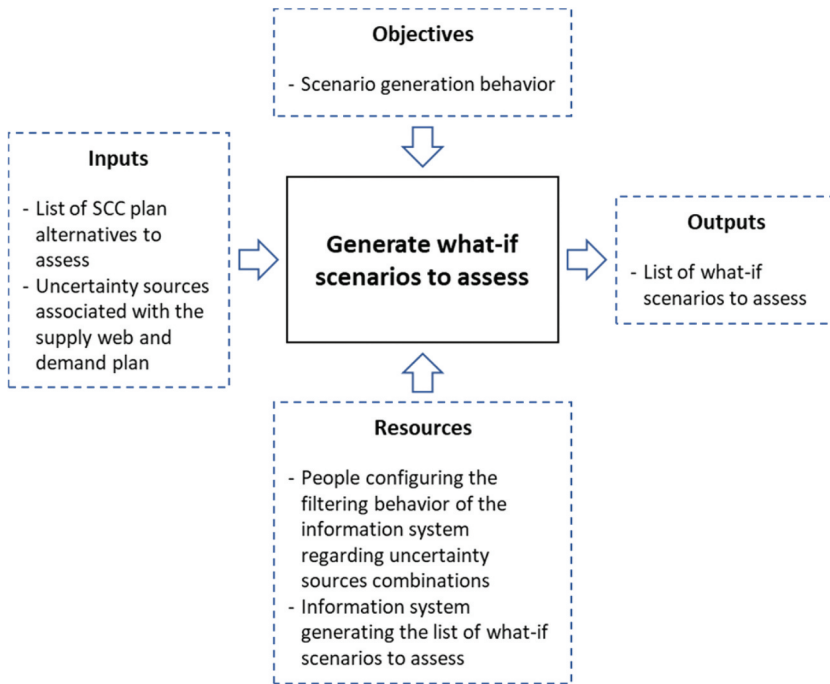 Objectives
- Scenario generation behavior
Inputs
- List of SCC plan
alternatives to
assess
- Uncertainty sources
associated with the
supply web and
demand plan
Generate what-if
scenarios to assess
Outputs
- List of what-if
scenarios to assess
Resources
- People configuring the
filtering behavior of the
information system
regarding uncertainty
sources combinations
- Information system
generating the list of what-if
scenarios to assess